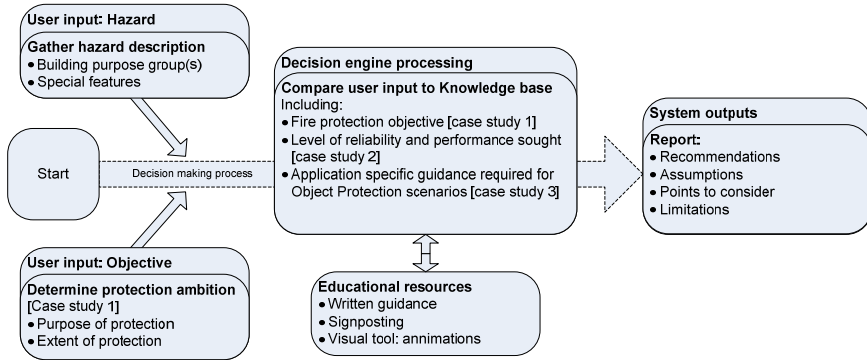 User input: Hazard
Gather hazard description
• Building purpose group(s)
• Special features
Start
Decision making process
User input: Objective
Determine protection ambition
[Case study 1]
• Purpose of protection
• Extent of protection
Decision engine processing
Compare user input to Knowledge base
Including:
• Fire protection objective [case study 1]
• Level of reliability and performance sought
[case study 2]
• Application specific guidance required for
Object Protection scenarios [case study 3]
Educational resources
• Written guidance
• Signposting
• Visual tool: annimations
System outputs
Report:
• Recommendations
• Assumptions
• Points to consider
• Limitations